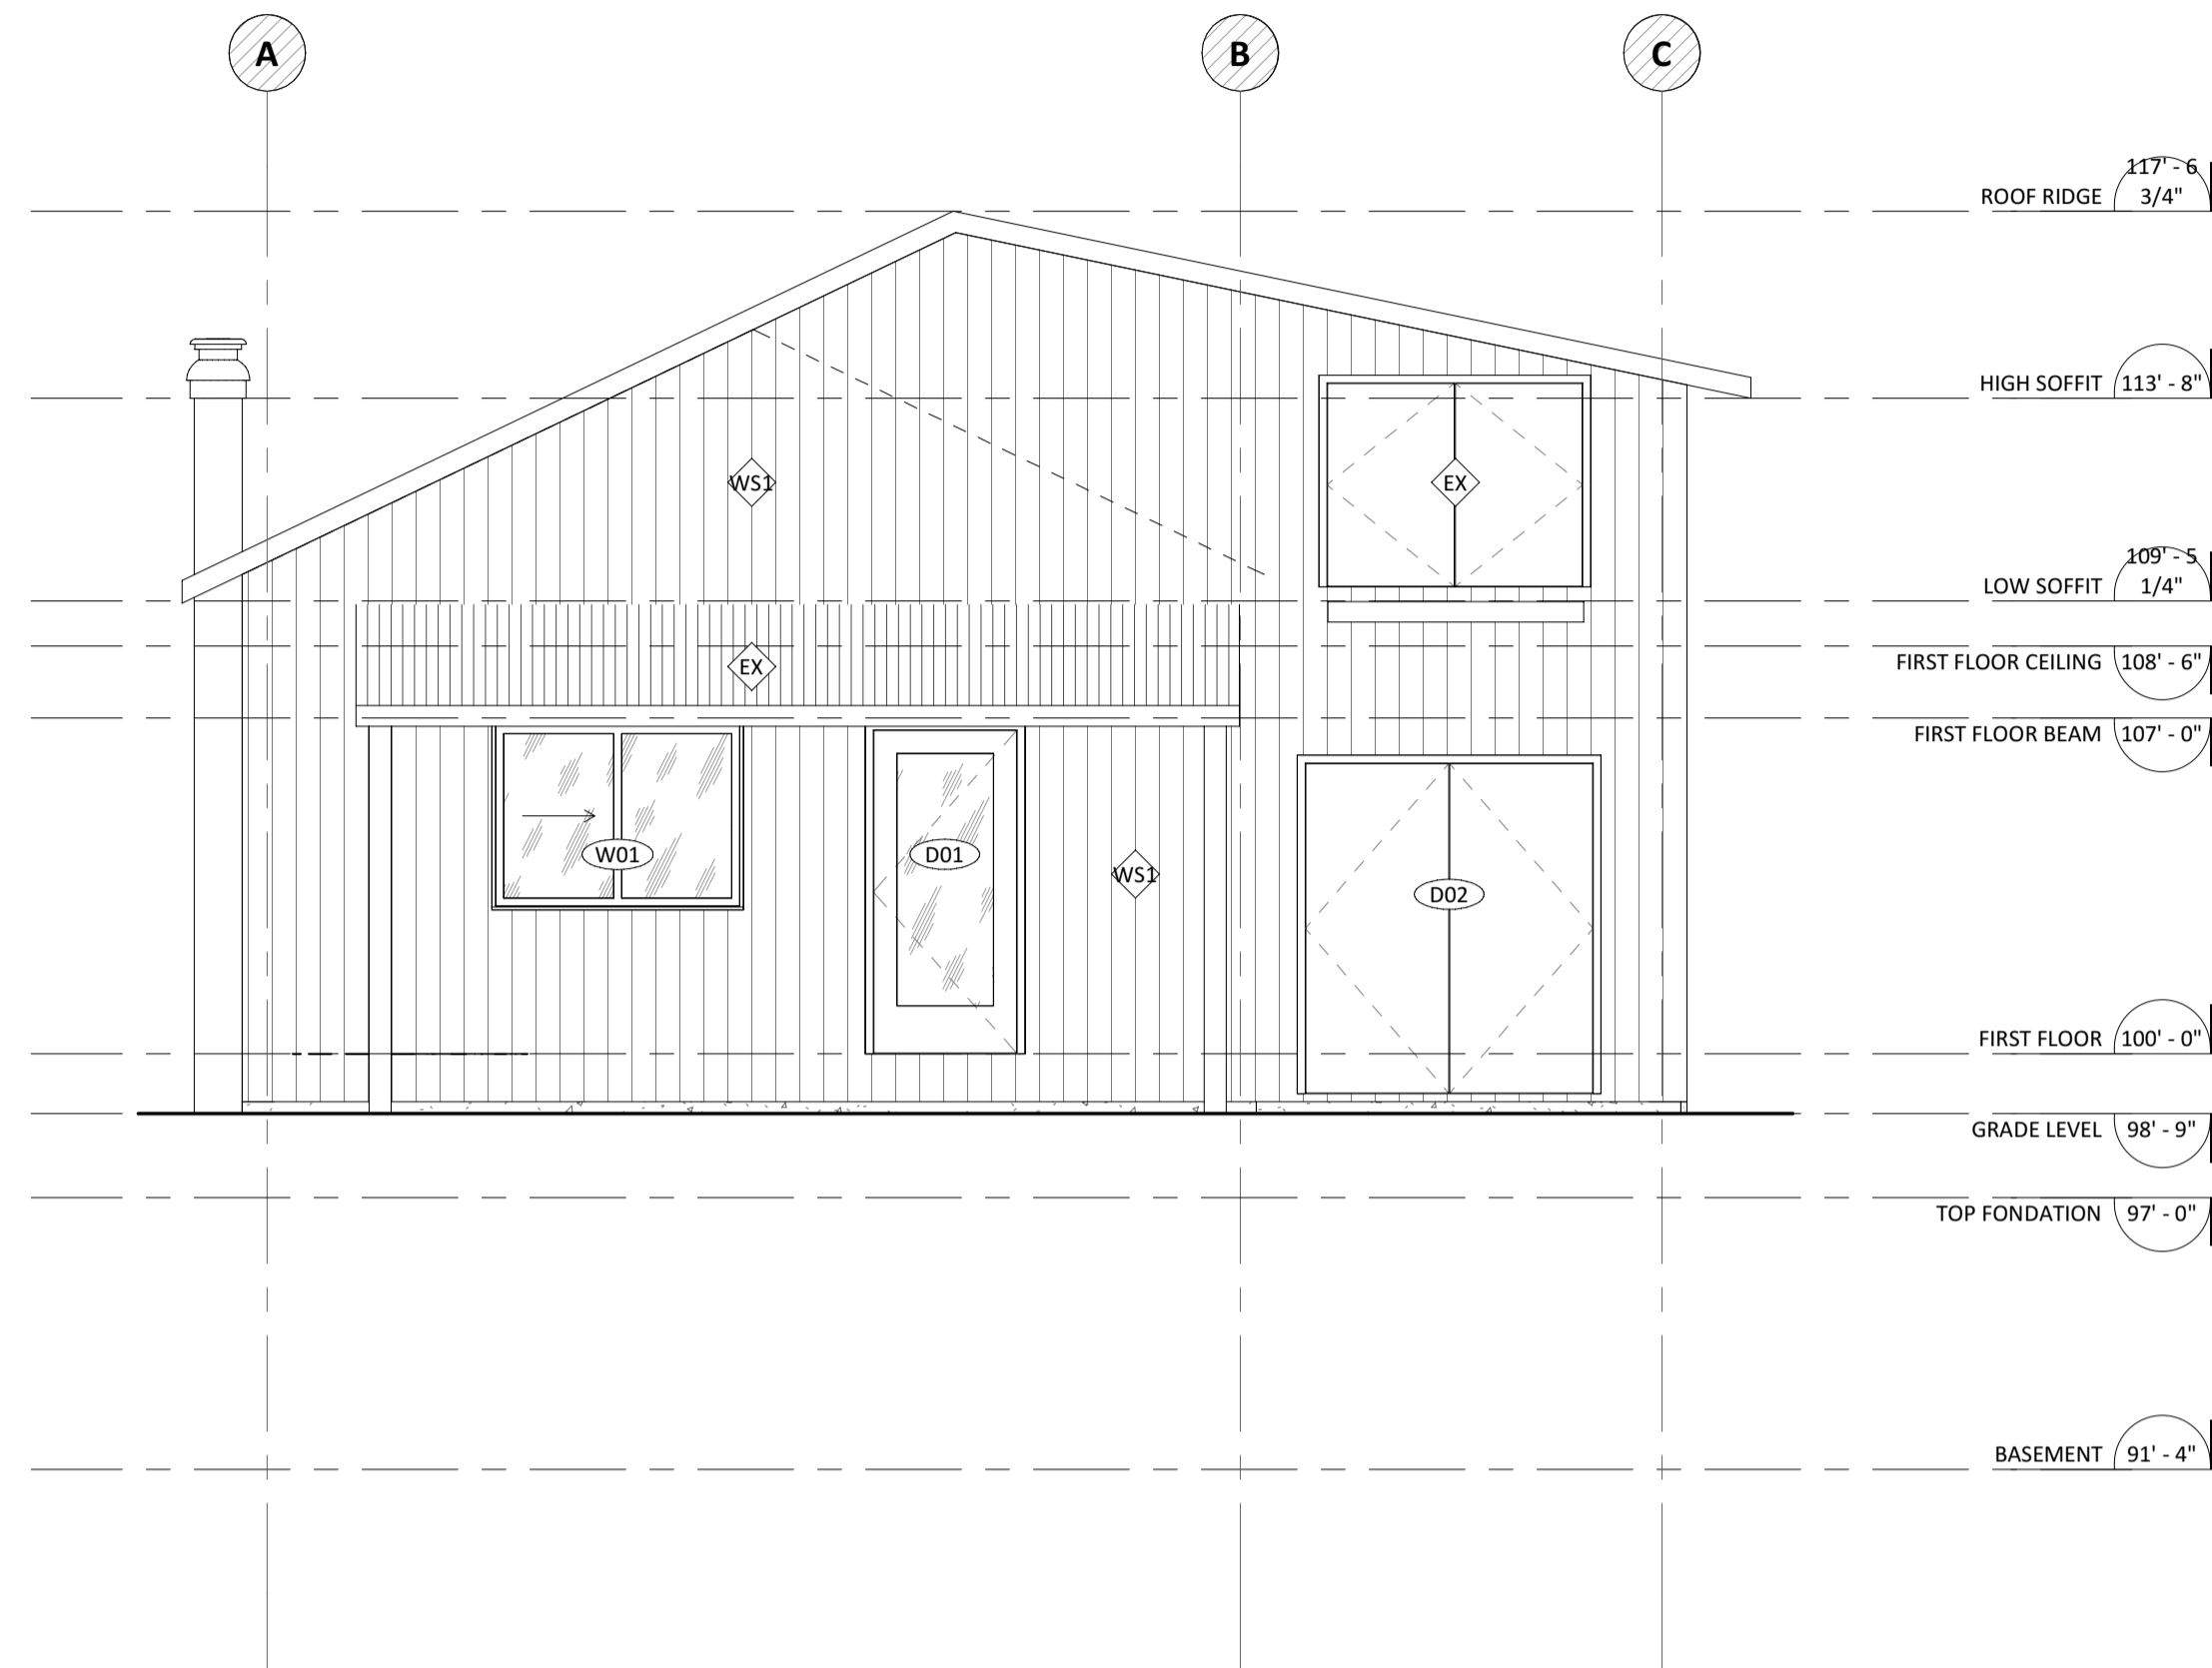 A
B
C
117' - 6
ROOF RIDGE 3/4"
HIGH SOFFIT 113' - 8"
WS1
EX
109' - 5
LOW SOFFIT 1/4"
EX
FIRST FLOOR CEILING 108' - 6"
FIRST FLOOR BEAM 107' - 0"
W01
D01
WS1
D02
FIRST FLOOR 100' - 0"
GRADE LEVEL 98' - 9"
TOP FONDATION 97' - 0"
BASEMENT 91' - 4"